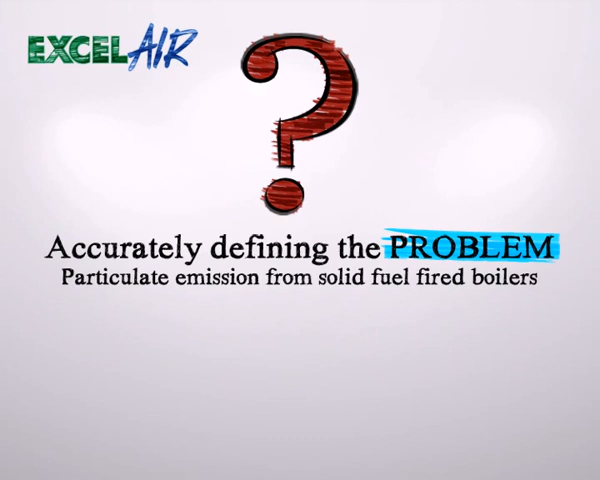 EXCEL AIR
?
Accurately defining the PROBLEM
Particulate emission from solid fuel fired boilers